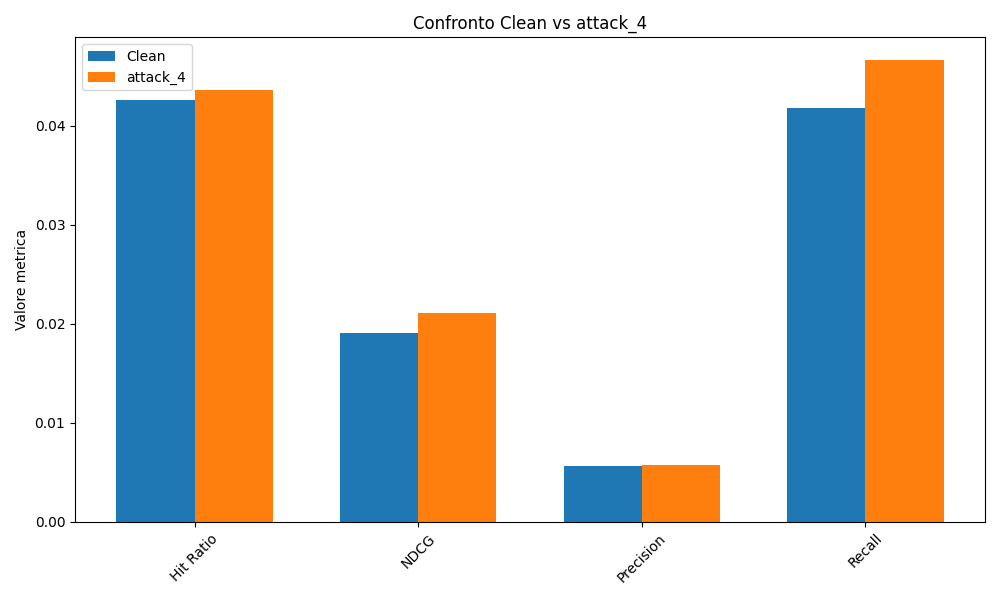 Confronto Clean vs attack_4
Clean
attack_4
Valore metrica
0.04
0.03
0.02
0.01
0.00
Hit Ratio
NDCG
Precision
Recall